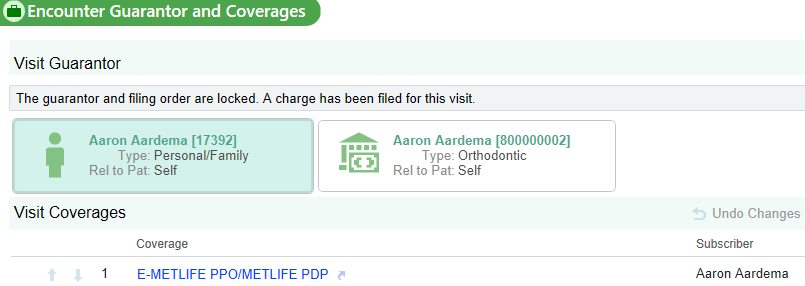 Encounter Guarantor and Coverages
Visit Guarantor
The guarantor and filing order are locked. A charge has been filed for this visit.
Aaron Aardema [17392]
Type: Personal/Family
Rel to Pat: Self
Aaron Aardema [800000002]
Type: Orthodontic
Rel to Pat: Self
Visit Coverages
Undo Changes
Coverage Subscriber
1 E-METLIFE PPO/METLIFE PDP Aaron Aardema